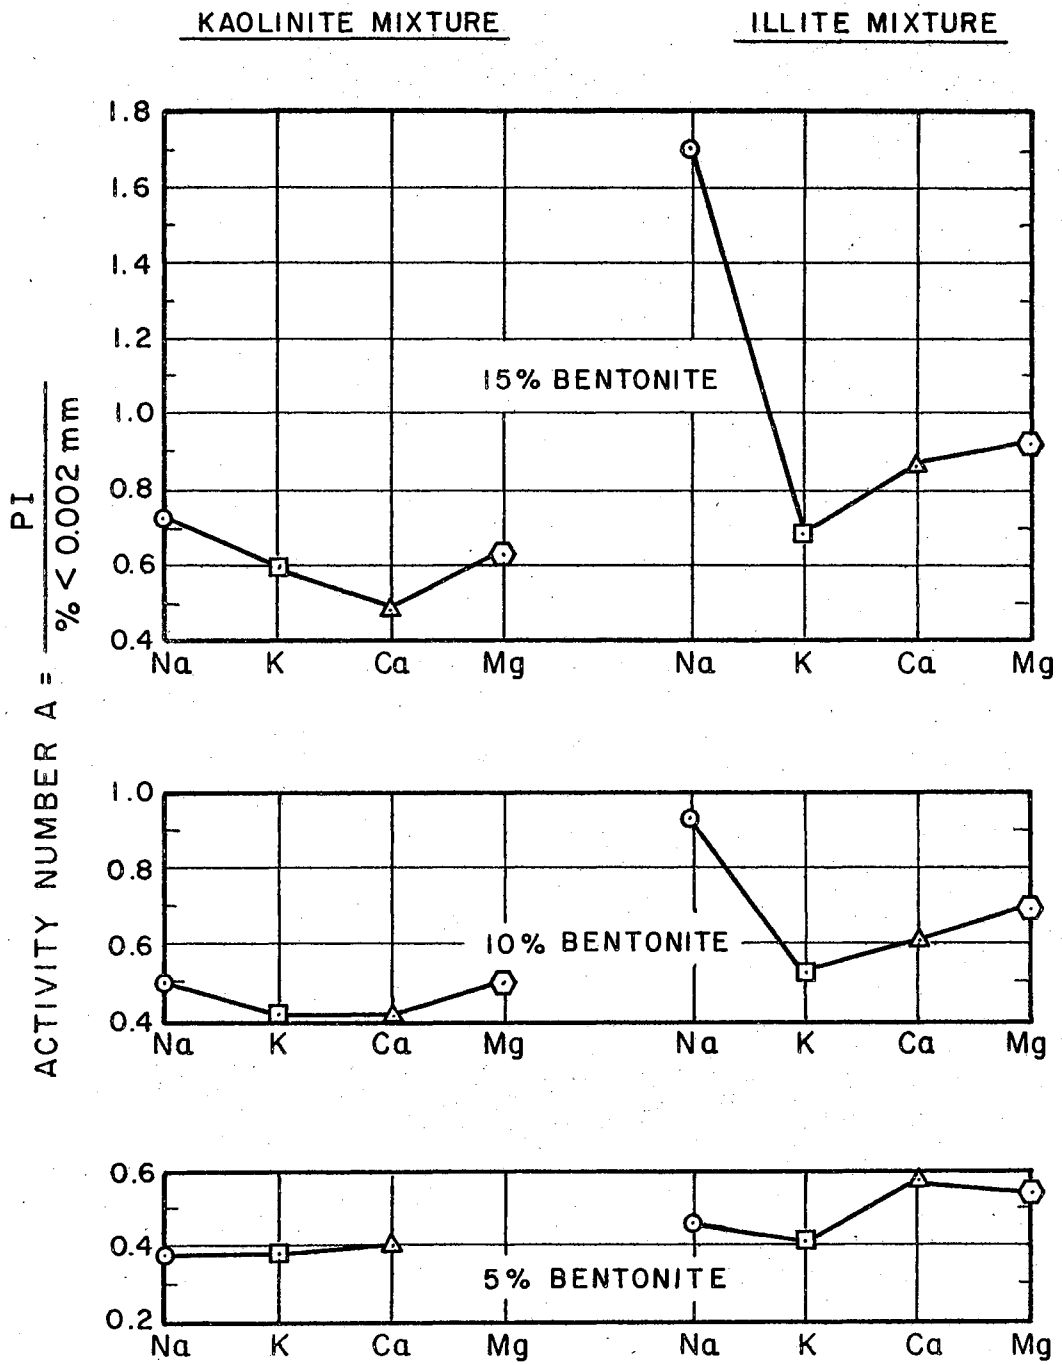 KAOLINITE MIXTURE
ILLITE MIXTURE
ACTIVITY NUMBER A = PI
% < 0.002 mm
1.8
1.6
1.4
1.2
1.0
0.8
0.6
0.4
15% BENTONITE
Na K Ca Mg Na K Ca Mg
1.0
0.8
0.6
0.4
10% BENTONITE
Na K Ca Mg Na K Ca Mg
0.6
0.4
0.2
5% BENTONITE
Na K Ca Mg Na K Ca Mg